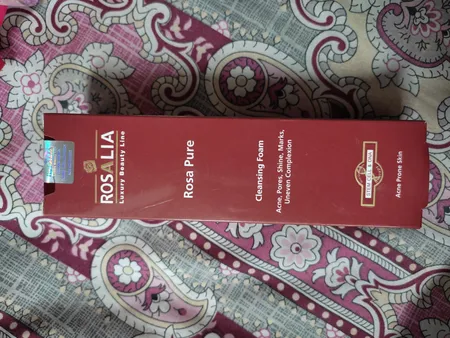 ROSALIA
Luxury Beauty Line
Rosa Pure
Cleansing Foam
Acne, Pores, Shine, Marks,
Uneven Complexion
Acne Prone Skin